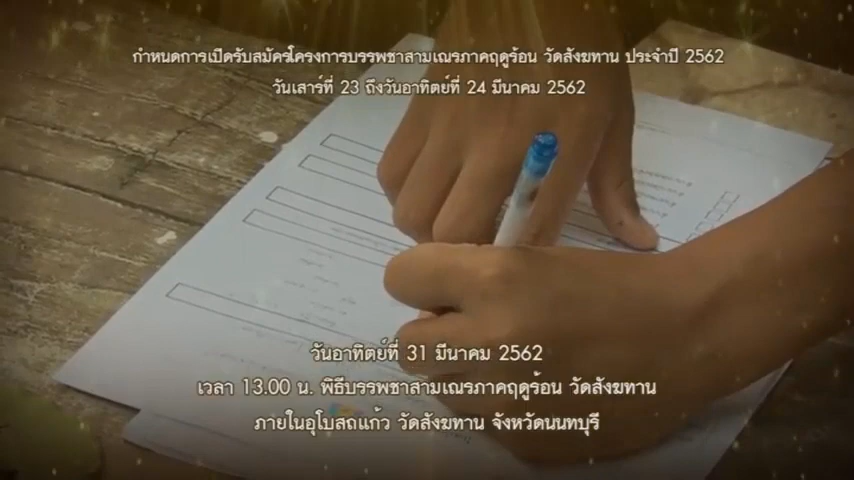 กำหนดการเปิดรับสมัครโครงการบรรพชาสามเณรภาคฤดูร้อน วัดสังฆทาน ประจำปี 2562
วันเสาร์ที่ 23 ถึงวันอาทิตย์ที่ 24 มีนาคม 2562
วันอาทิตย์ที่ 31 มีนาคม 2562
เวลา 13.00 น. พิธีบรรพชาสามเณรภาคฤดูร้อน วัดสังฆทาน
ภายในอุโบสถแก้ว วัดสังฆทาน จังหวัดนนทบุรี